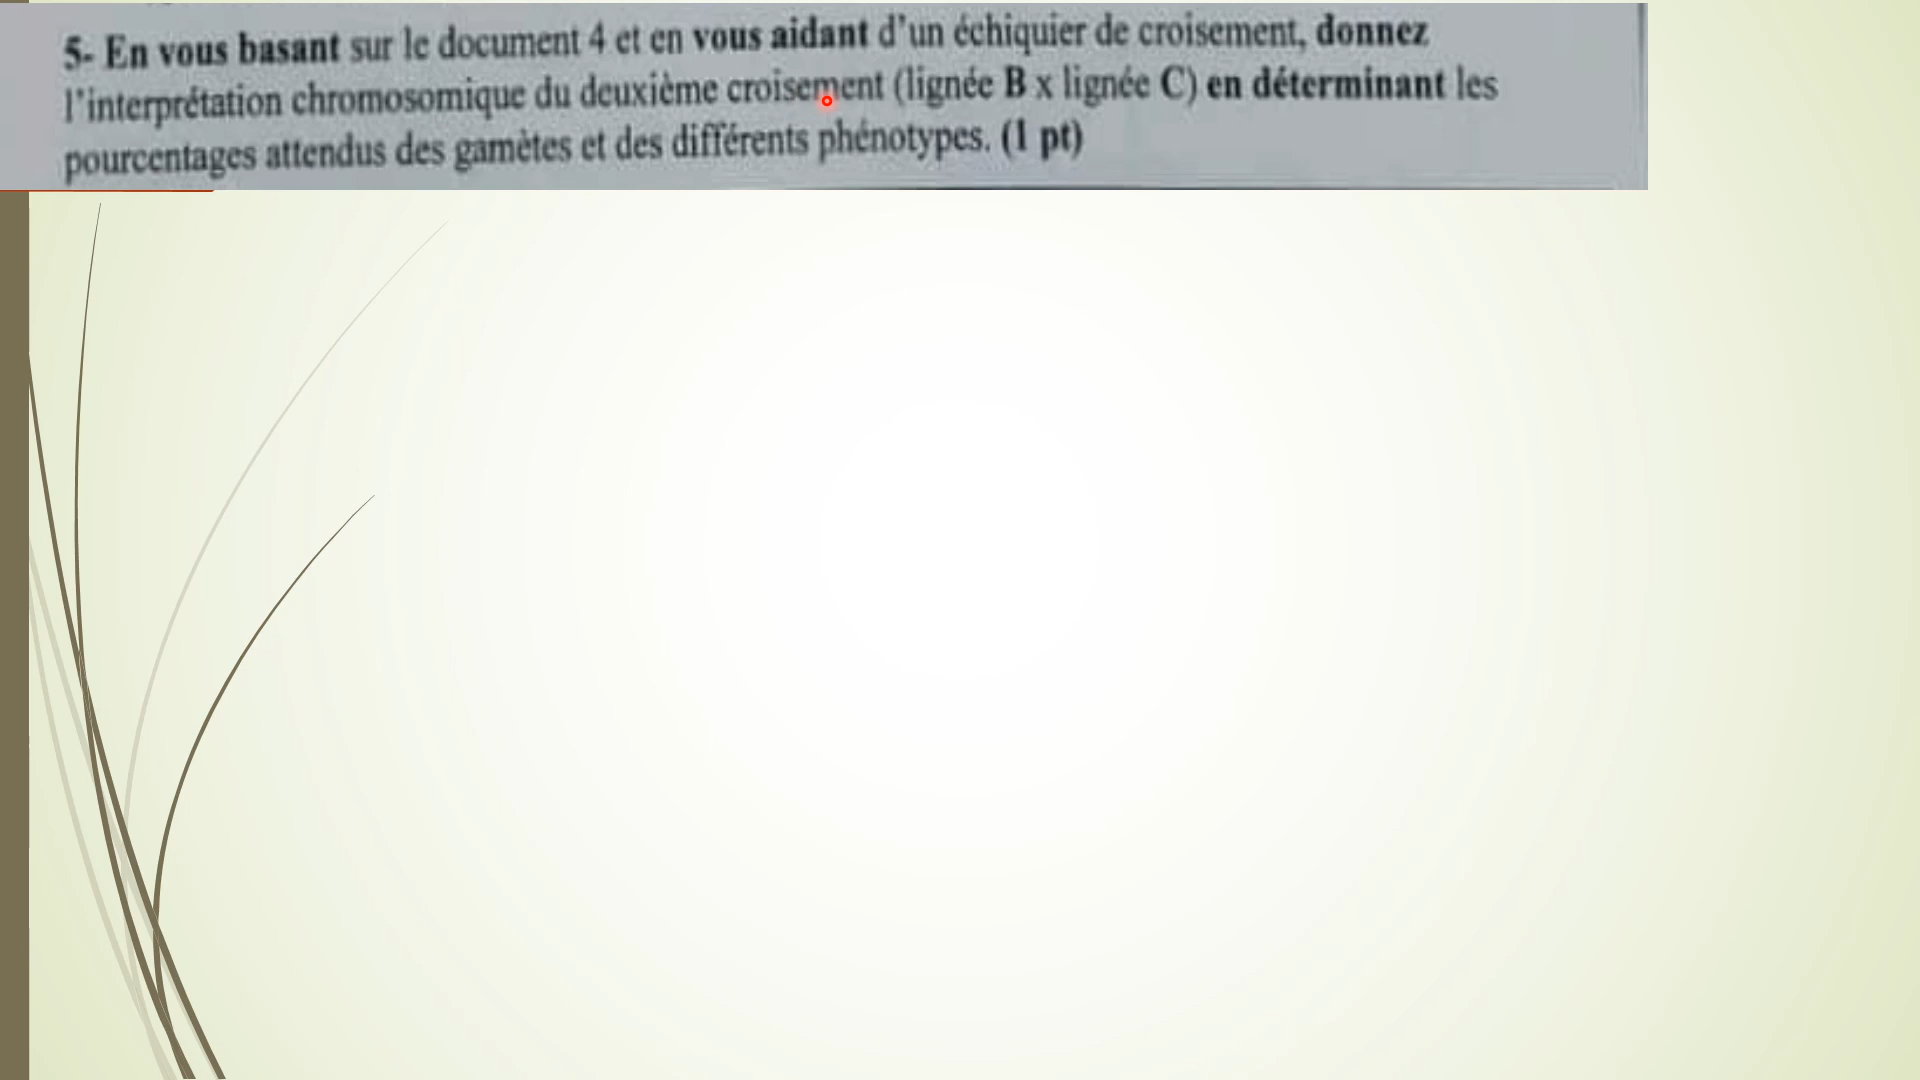 5- En vous basant sur le document 4 et en vous aidant d'un échiquier de croisement, donnez
l'interprétation chromosomique du deuxième croisement (lignée B x lignée C) en déterminant les
pourcentages attendus des gamètes et des différents phénotypes. (1 pt)